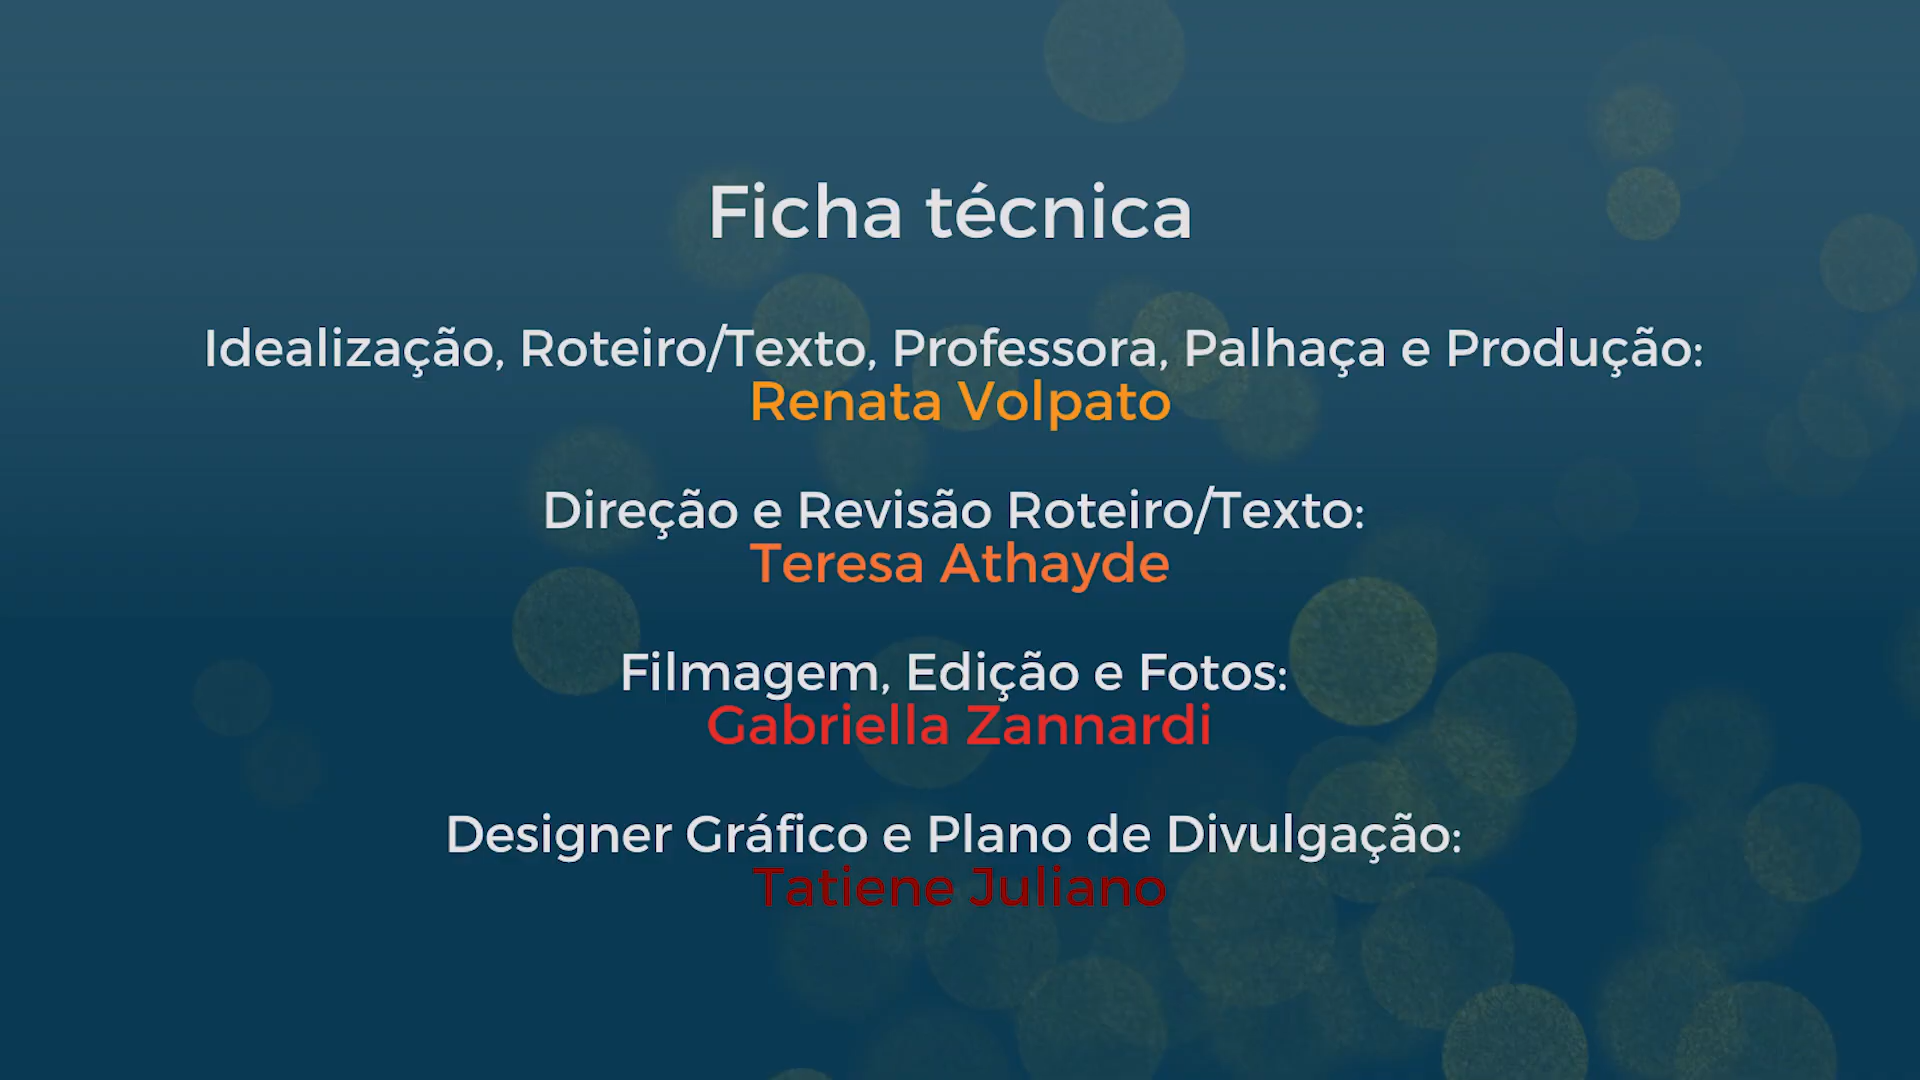 Ficha técnica
Idealização, Roteiro/Texto, Professora, Palhaça e Produção:
Renata Volpato
Direção e Revisão Roteiro/Texto:
Teresa Athayde
Filmagem, Edição e Fotos:
Gabriella Zannardi
Designer Gráfico e Plano de Divulgação:
Tatiene Juliano